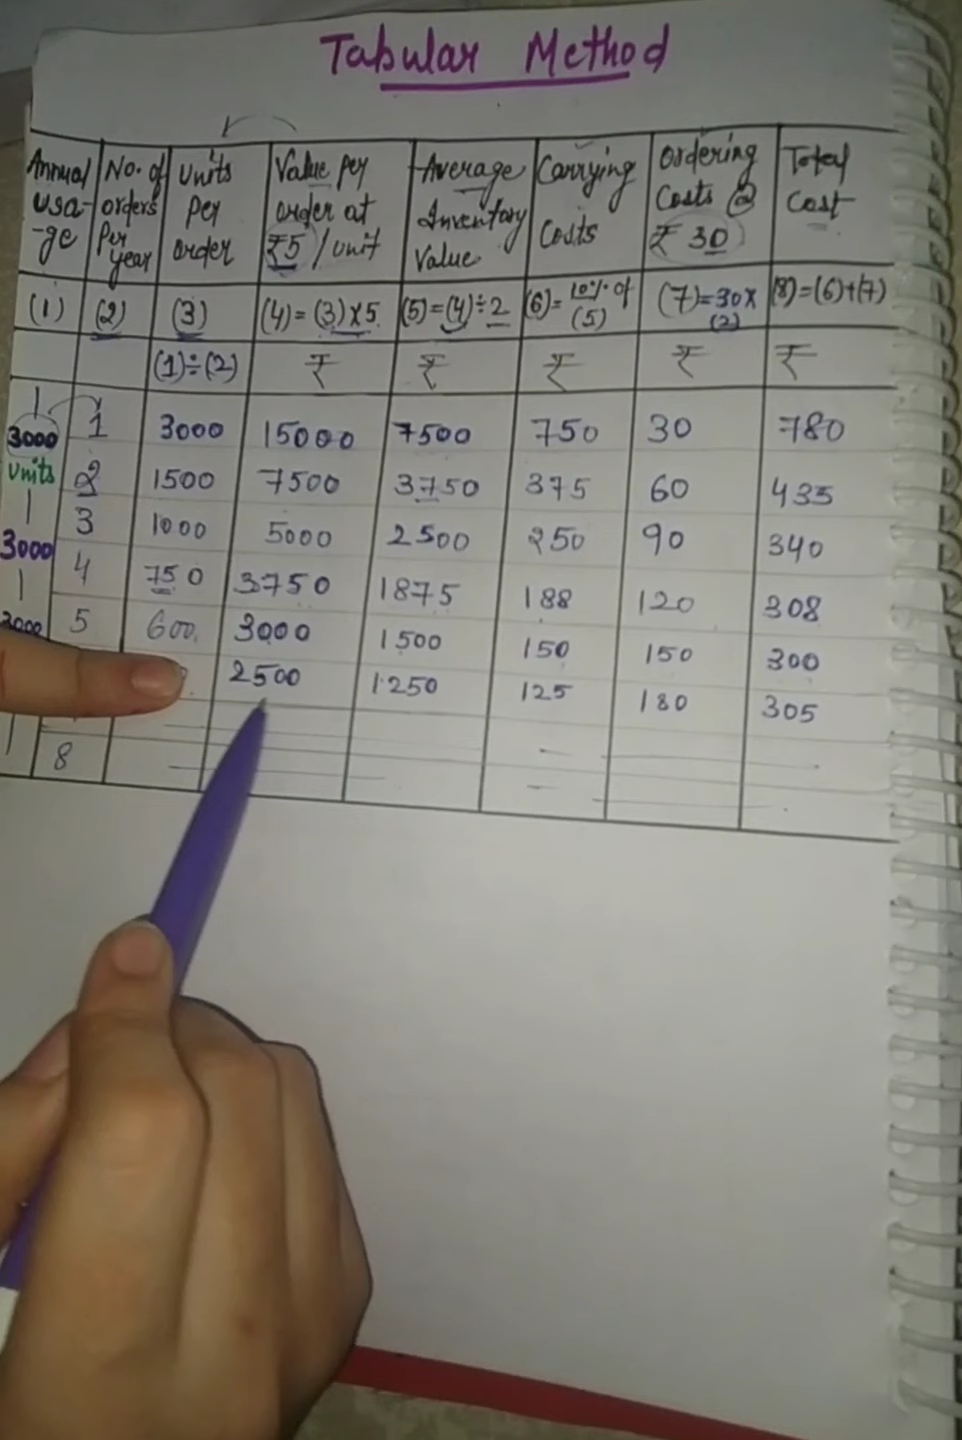 Tabular Method
Annual usa-ge | No. of orders Per year | Units Per order | Value per order at ₹5/unit | Average Inventory Value | Carrying Costs | Ordering Costs @ ₹ 30 | Total Cost
(1) | (2) | (3) | (4) = (3)×5 | (5) = (4) ÷ 2 | (6) = 10% of (5) | (7) = 30× (2) | (8) = (6)+(7)
(1) ÷ (2) | ₹ | ₹ | ₹ | ₹ | ₹
3000 units | 1 | 3000 | 15000 | 7500 | 750 | 30 | 780
2 | 1500 | 7500 | 3750 | 375 | 60 | 435
3000 | 3 | 1000 | 5000 | 2500 | 250 | 90 | 340
4 | 750 | 3750 | 1875 | 188 | 120 | 308
3000 | 5 | 600 | 3000 | 1500 | 150 | 150 | 300
2500 | 1250 | 125 | 180 | 305
8